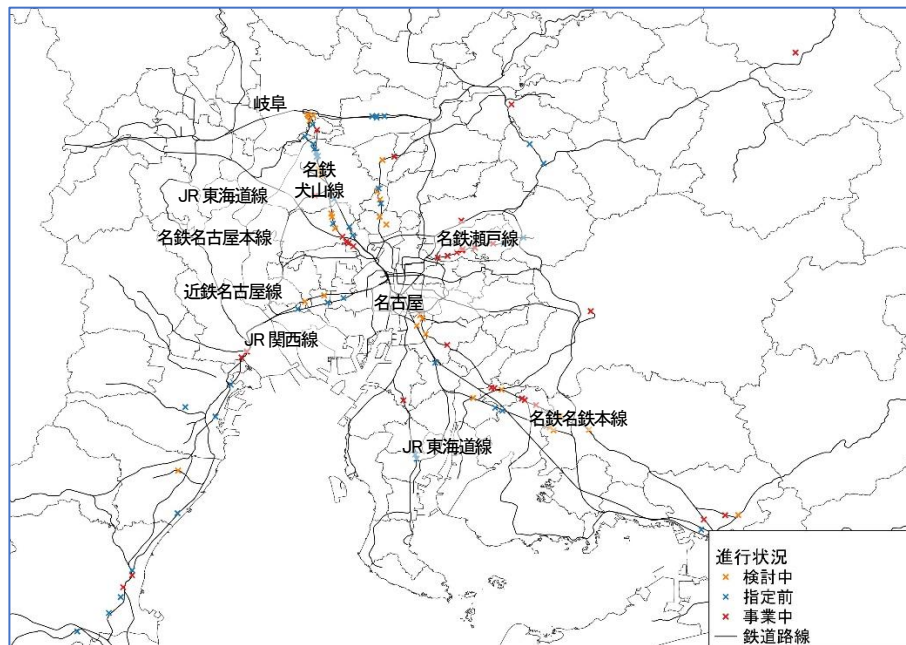 岐阜
名鉄
犬山線
JR 東海道線
名鉄名古屋本線
名鉄瀬戸線
近鉄名古屋線
名古屋
JR 関西線
名鉄名鉄本線
JR 東海道線
進行状況
検討中
指定前
事業中
鉄道路線